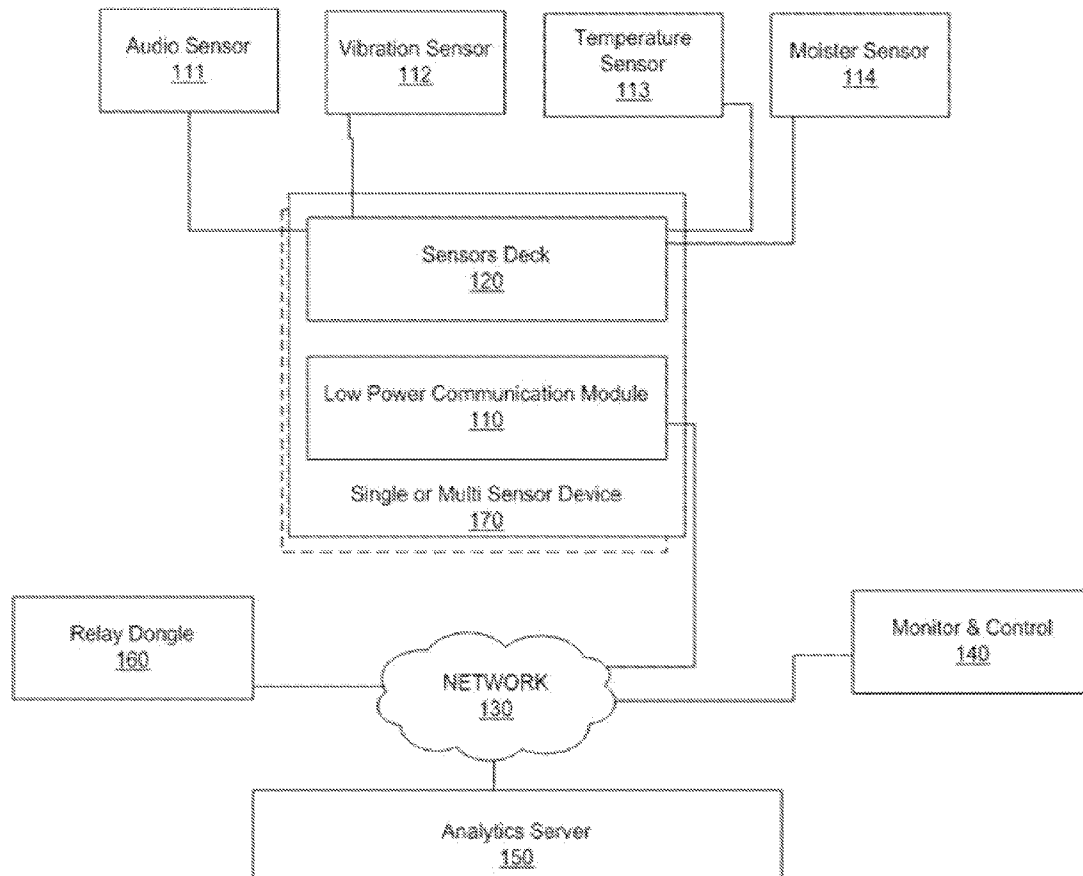 Audio Sensor
111
Vibration Sensor
112
Temperature
Sensor
113
Moister Sensor
114
Sensors Deck
120
Low Power Communication Module
110
Single or Multi Sensor Device
170
Relay Dongle
160
NETWORK
130
Monitor & Control
140
Analytics Server
150